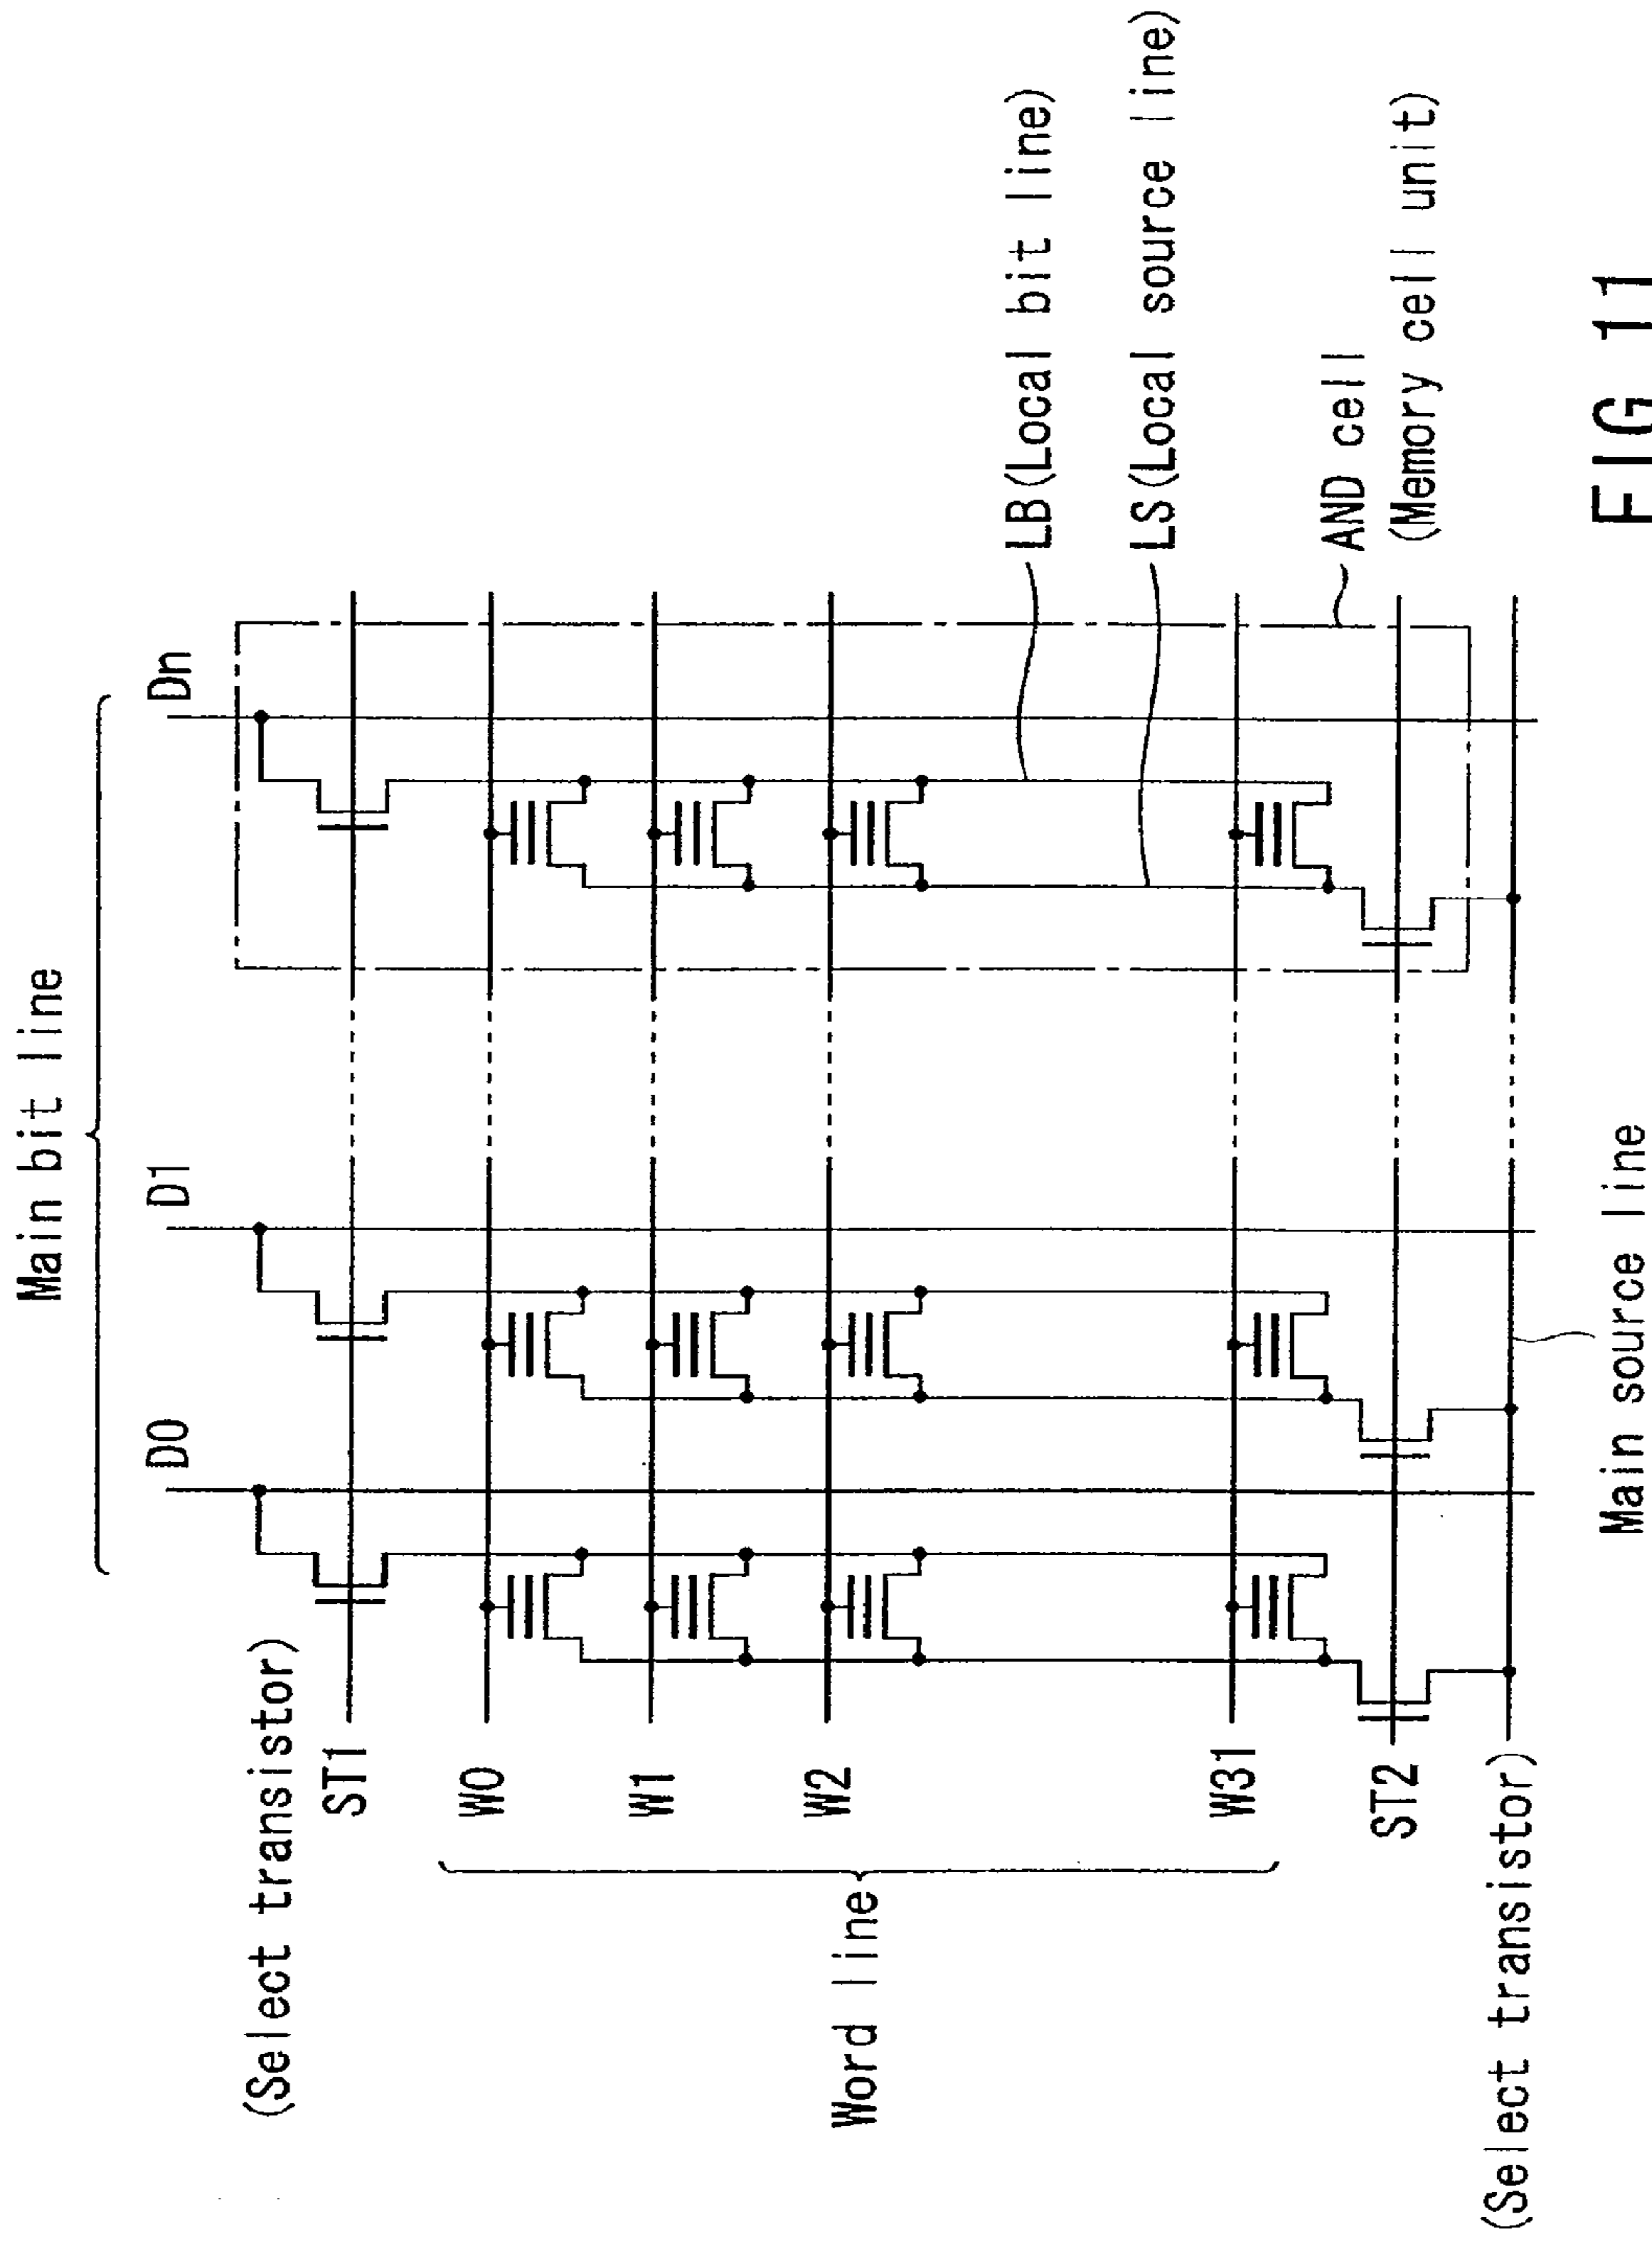 Main bit line
D0
D1
Dn
(Select transistor)
ST1
W0
W1
W2
W31
Word line
ST2
(Select transistor)
Main source line
LB(Local bit line)
LS(Local source line)
AND cell
(Memory cell unit)
FIG. 11